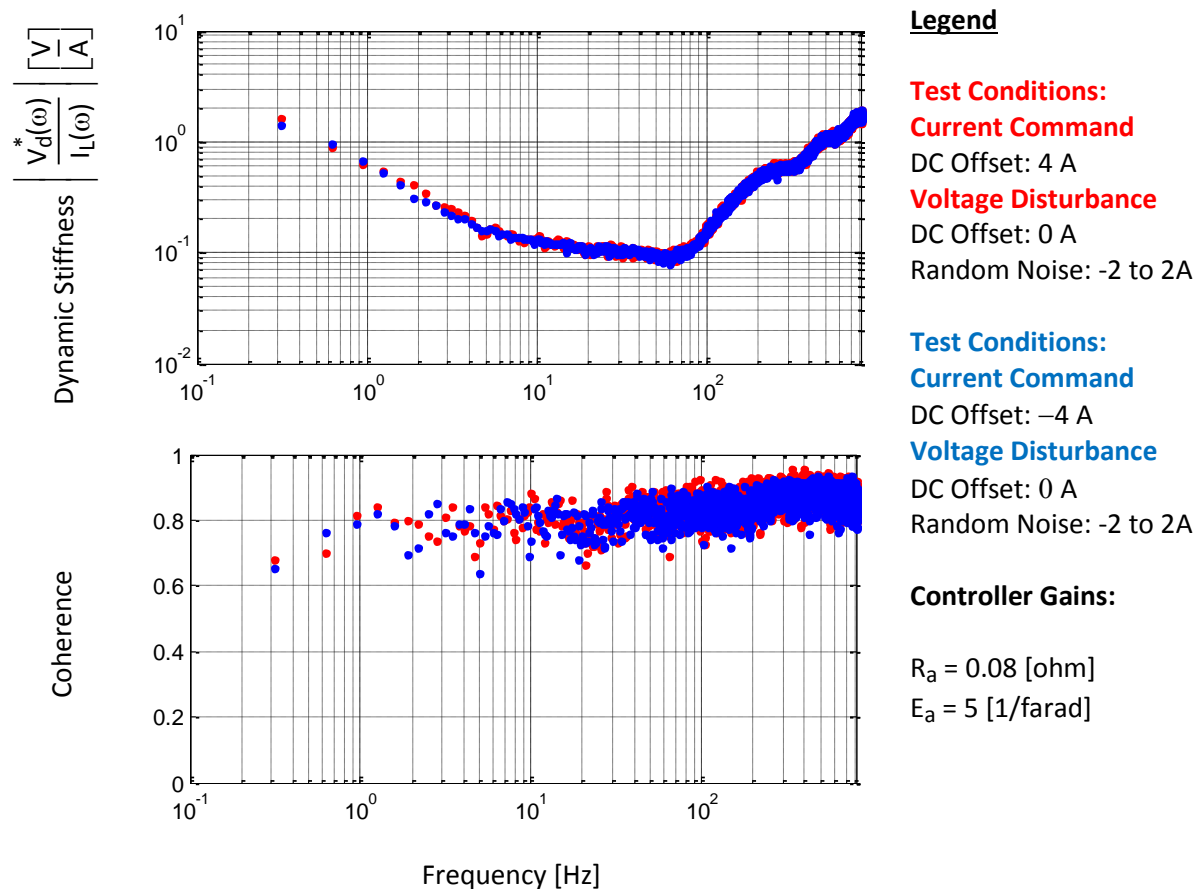 | V*d(ω) / IL(ω) | [V/A]
Dynamic Stiffness
10^1
10^0
10^-1
10^-2
10^-1
10^0
10^1
10^2
Coherence
1
0.8
0.6
0.4
0.2
0
10^-1
10^0
10^1
10^2
Frequency [Hz]
Legend
Test Conditions:
Current Command
DC Offset: 4 A
Voltage Disturbance
DC Offset: 0 A
Random Noise: -2 to 2A
Test Conditions:
Current Command
DC Offset: −4 A
Voltage Disturbance
DC Offset: 0 A
Random Noise: -2 to 2A
Controller Gains:
Ra = 0.08 [ohm]
Ea = 5 [1/farad]